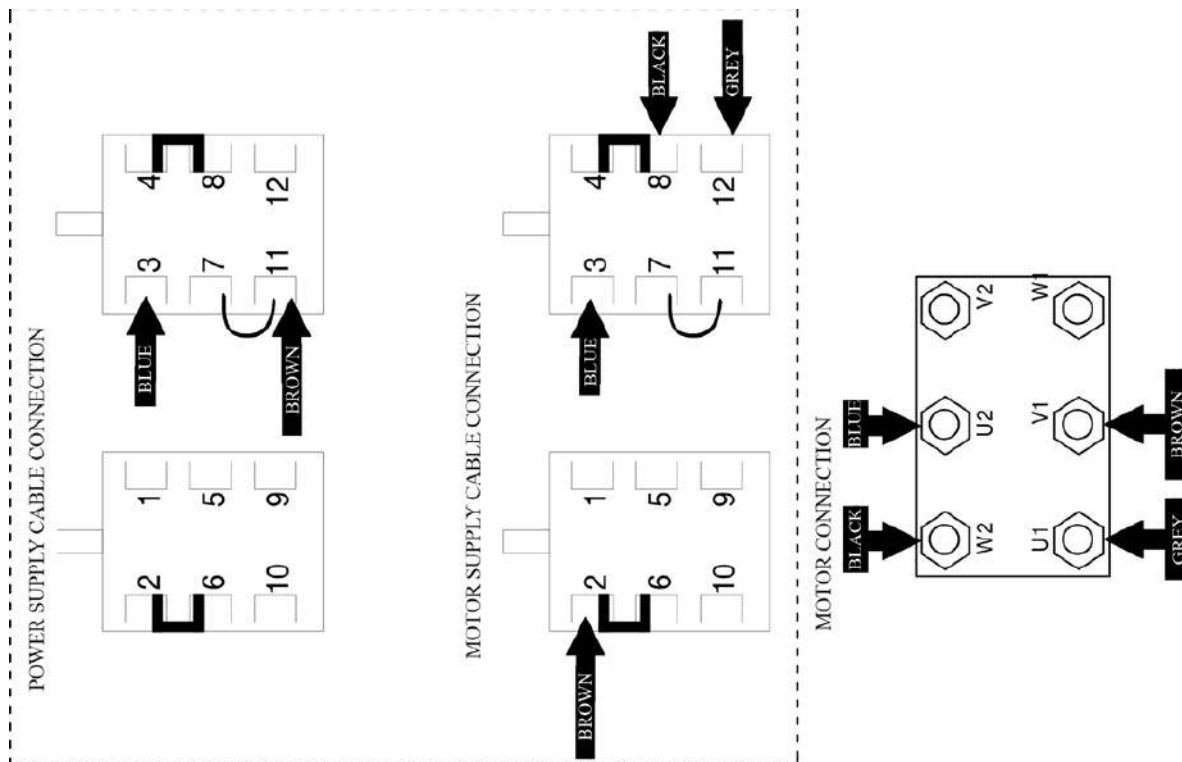 POWER SUPPLY CABLE CONNECTION
2
6
10
1
5
9
BLUE
BROWN
3
7
11
4
8
12
MOTOR SUPPLY CABLE CONNECTION
BROWN
2
6
10
1
5
9
BLUE
3
7
11
4
8
12
BLACK
GREY
MOTOR CONNECTION
BLACK
BLUE
W2
U2
V2
U1
V1
W1
GREY
BROWN